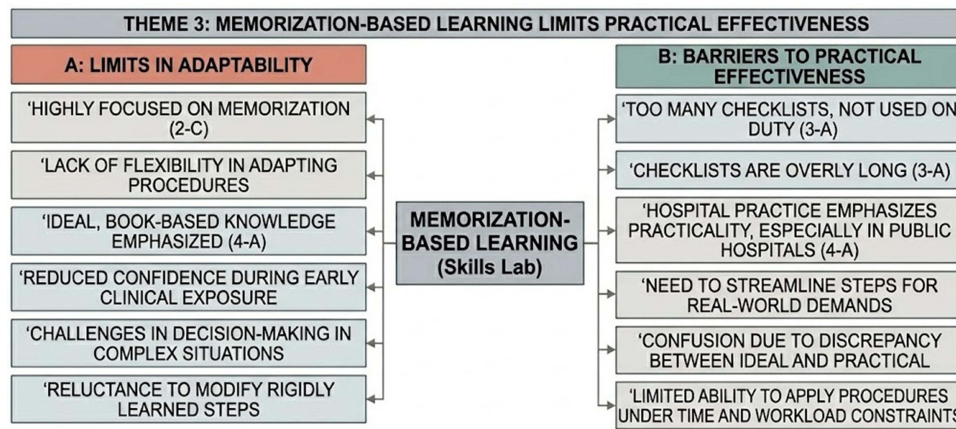 THEME 3: MEMORIZATION-BASED LEARNING LIMITS PRACTICAL EFFECTIVENESS
A: LIMITS IN ADAPTABILITY
'HIGHLY FOCUSED ON MEMORIZATION
(2-C)
'LACK OF FLEXIBILITY IN ADAPTING
PROCEDURES
'IDEAL, BOOK-BASED KNOWLEDGE
EMPHASIZED (4-A)
'REDUCED CONFIDENCE DURING EARLY
CLINICAL EXPOSURE
'CHALLENGES IN DECISION-MAKING IN
COMPLEX SITUATIONS
'RELUCTANCE TO MODIFY RIGIDLY
LEARNED STEPS
MEMORIZATION-
BASED LEARNING
(Skills Lab)
B: BARRIERS TO PRACTICAL
EFFECTIVENESS
'TOO MANY CHECKLISTS, NOT USED ON
DUTY (3-A)
'CHECKLISTS ARE OVERLY LONG (3-A)
'HOSPITAL PRACTICE EMPHASIZES
PRACTICALITY, ESPECIALLY IN PUBLIC
HOSPITALS (4-A)
'NEED TO STREAMLINE STEPS FOR
REAL-WORLD DEMANDS
'CONFUSION DUE TO DISCREPANCY
BETWEEN IDEAL AND PRACTICAL
'LIMITED ABILITY TO APPLY PROCEDURES
UNDER TIME AND WORKLOAD CONSTRAINTS